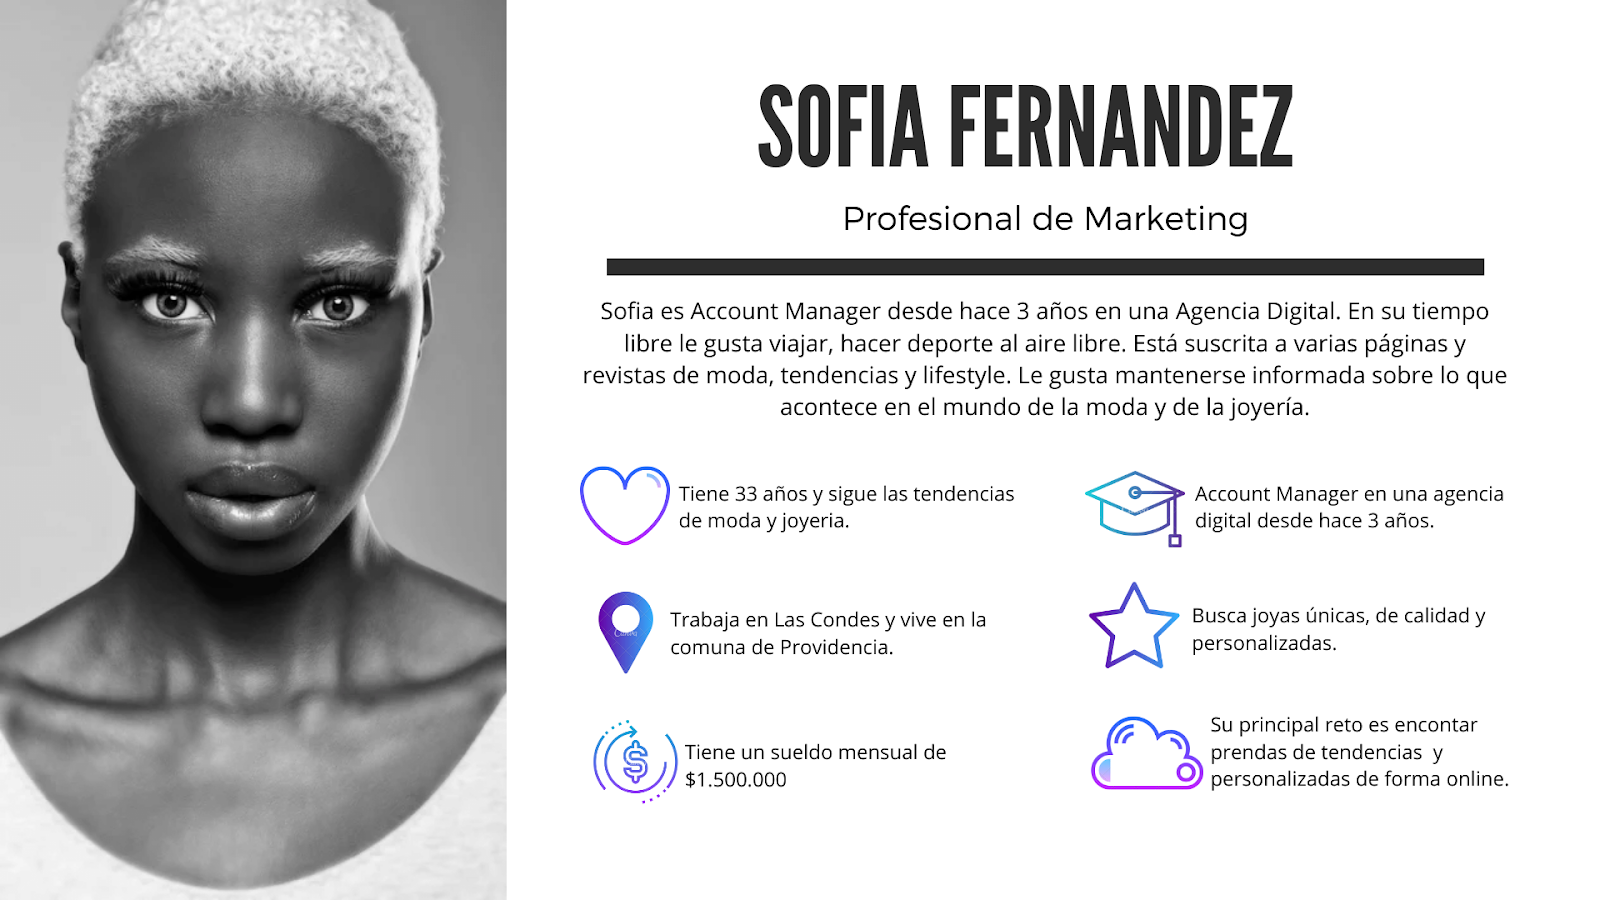 SOFIA FERNANDEZ
Profesional de Marketing
Sofia es Account Manager desde hace 3 años en una Agencia Digital. En su tiempo
libre le gusta viajar, hacer deporte al aire libre. Está suscrita a varias páginas y
revistas de moda, tendencias y lifestyle. Le gusta mantenerse informada sobre lo que
acontece en el mundo de la moda y de la joyería.
Tiene 33 años y sigue las tendencias
de moda y joyeria.
Account Manager en una agencia
digital desde hace 3 años.
Trabaja en Las Condes y vive en la
comuna de Providencia.
Busca joyas únicas, de calidad y
personalizadas.
Tiene un sueldo mensual de
$1.500.000
Su principal reto es encontar
prendas de tendencias  y
personalizadas de forma online.
Canva